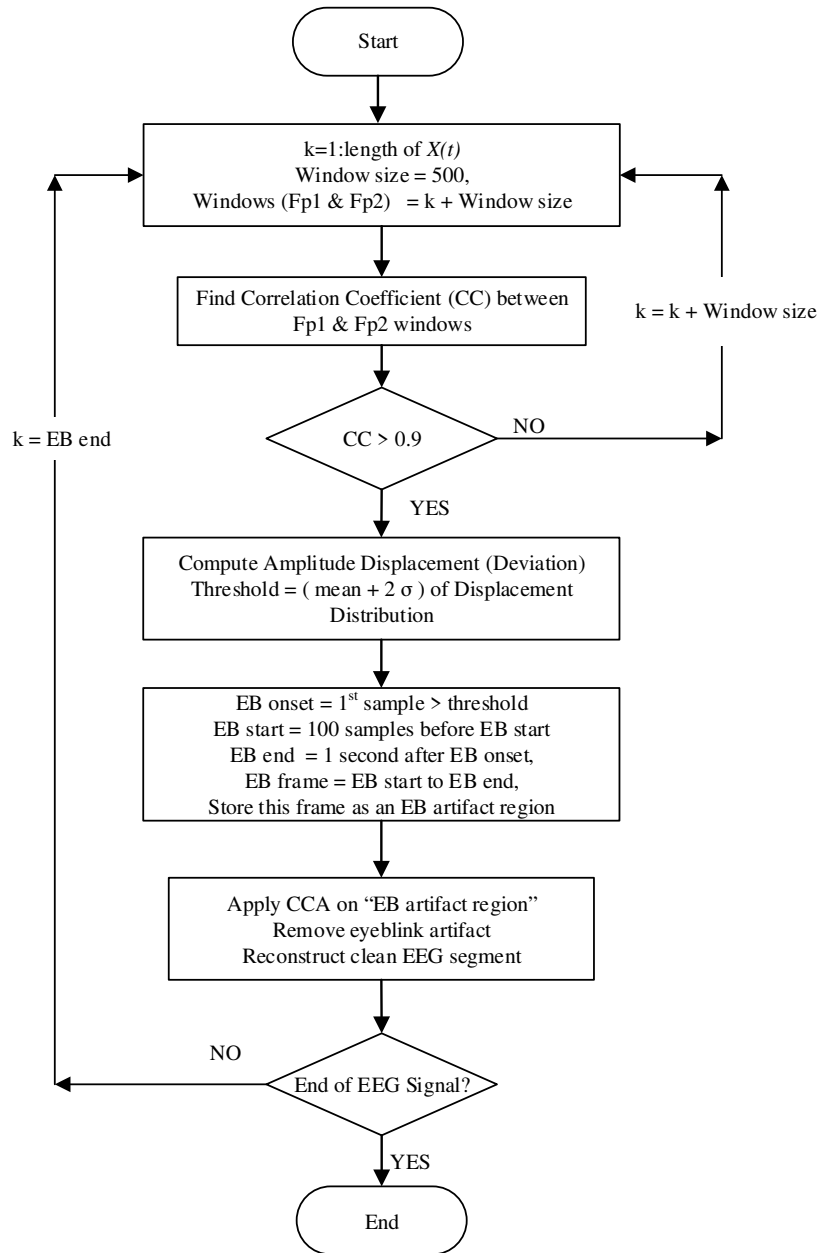 Start
k=1:length of X(t)
Window size = 500,
Windows (Fp1 & Fp2) = k + Window size
Find Correlation Coefficient (CC) between
Fp1 & Fp2 windows
k = k + Window size
CC > 0.9
NO
k = EB end
YES
Compute Amplitude Displacement (Deviation)
Threshold = ( mean + 2 σ ) of Displacement
Distribution
EB onset = 1st sample > threshold
EB start = 100 samples before EB start
EB end = 1 second after EB onset,
EB frame = EB start to EB end,
Store this frame as an EB artifact region
Apply CCA on “EB artifact region”
Remove eyeblink artifact
Reconstruct clean EEG segment
NO
End of EEG Signal?
YES
End